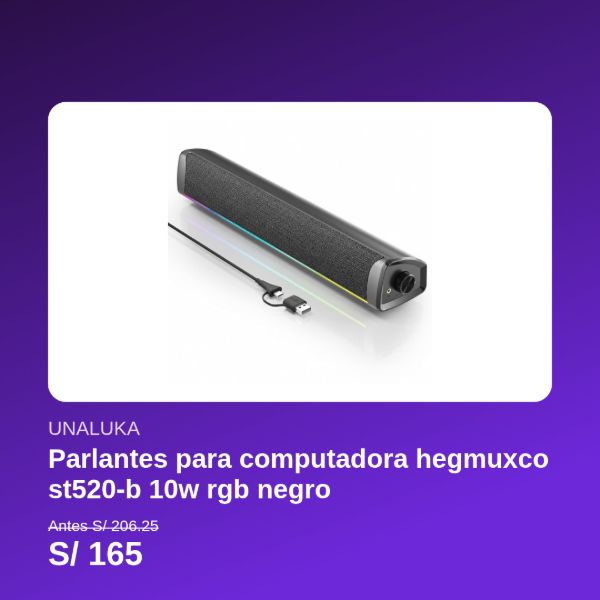 UNALUKA
Parlantes para computadora hegmuxco
st520-b 10w rgb negro
Antes S/ 206.25
S/ 165